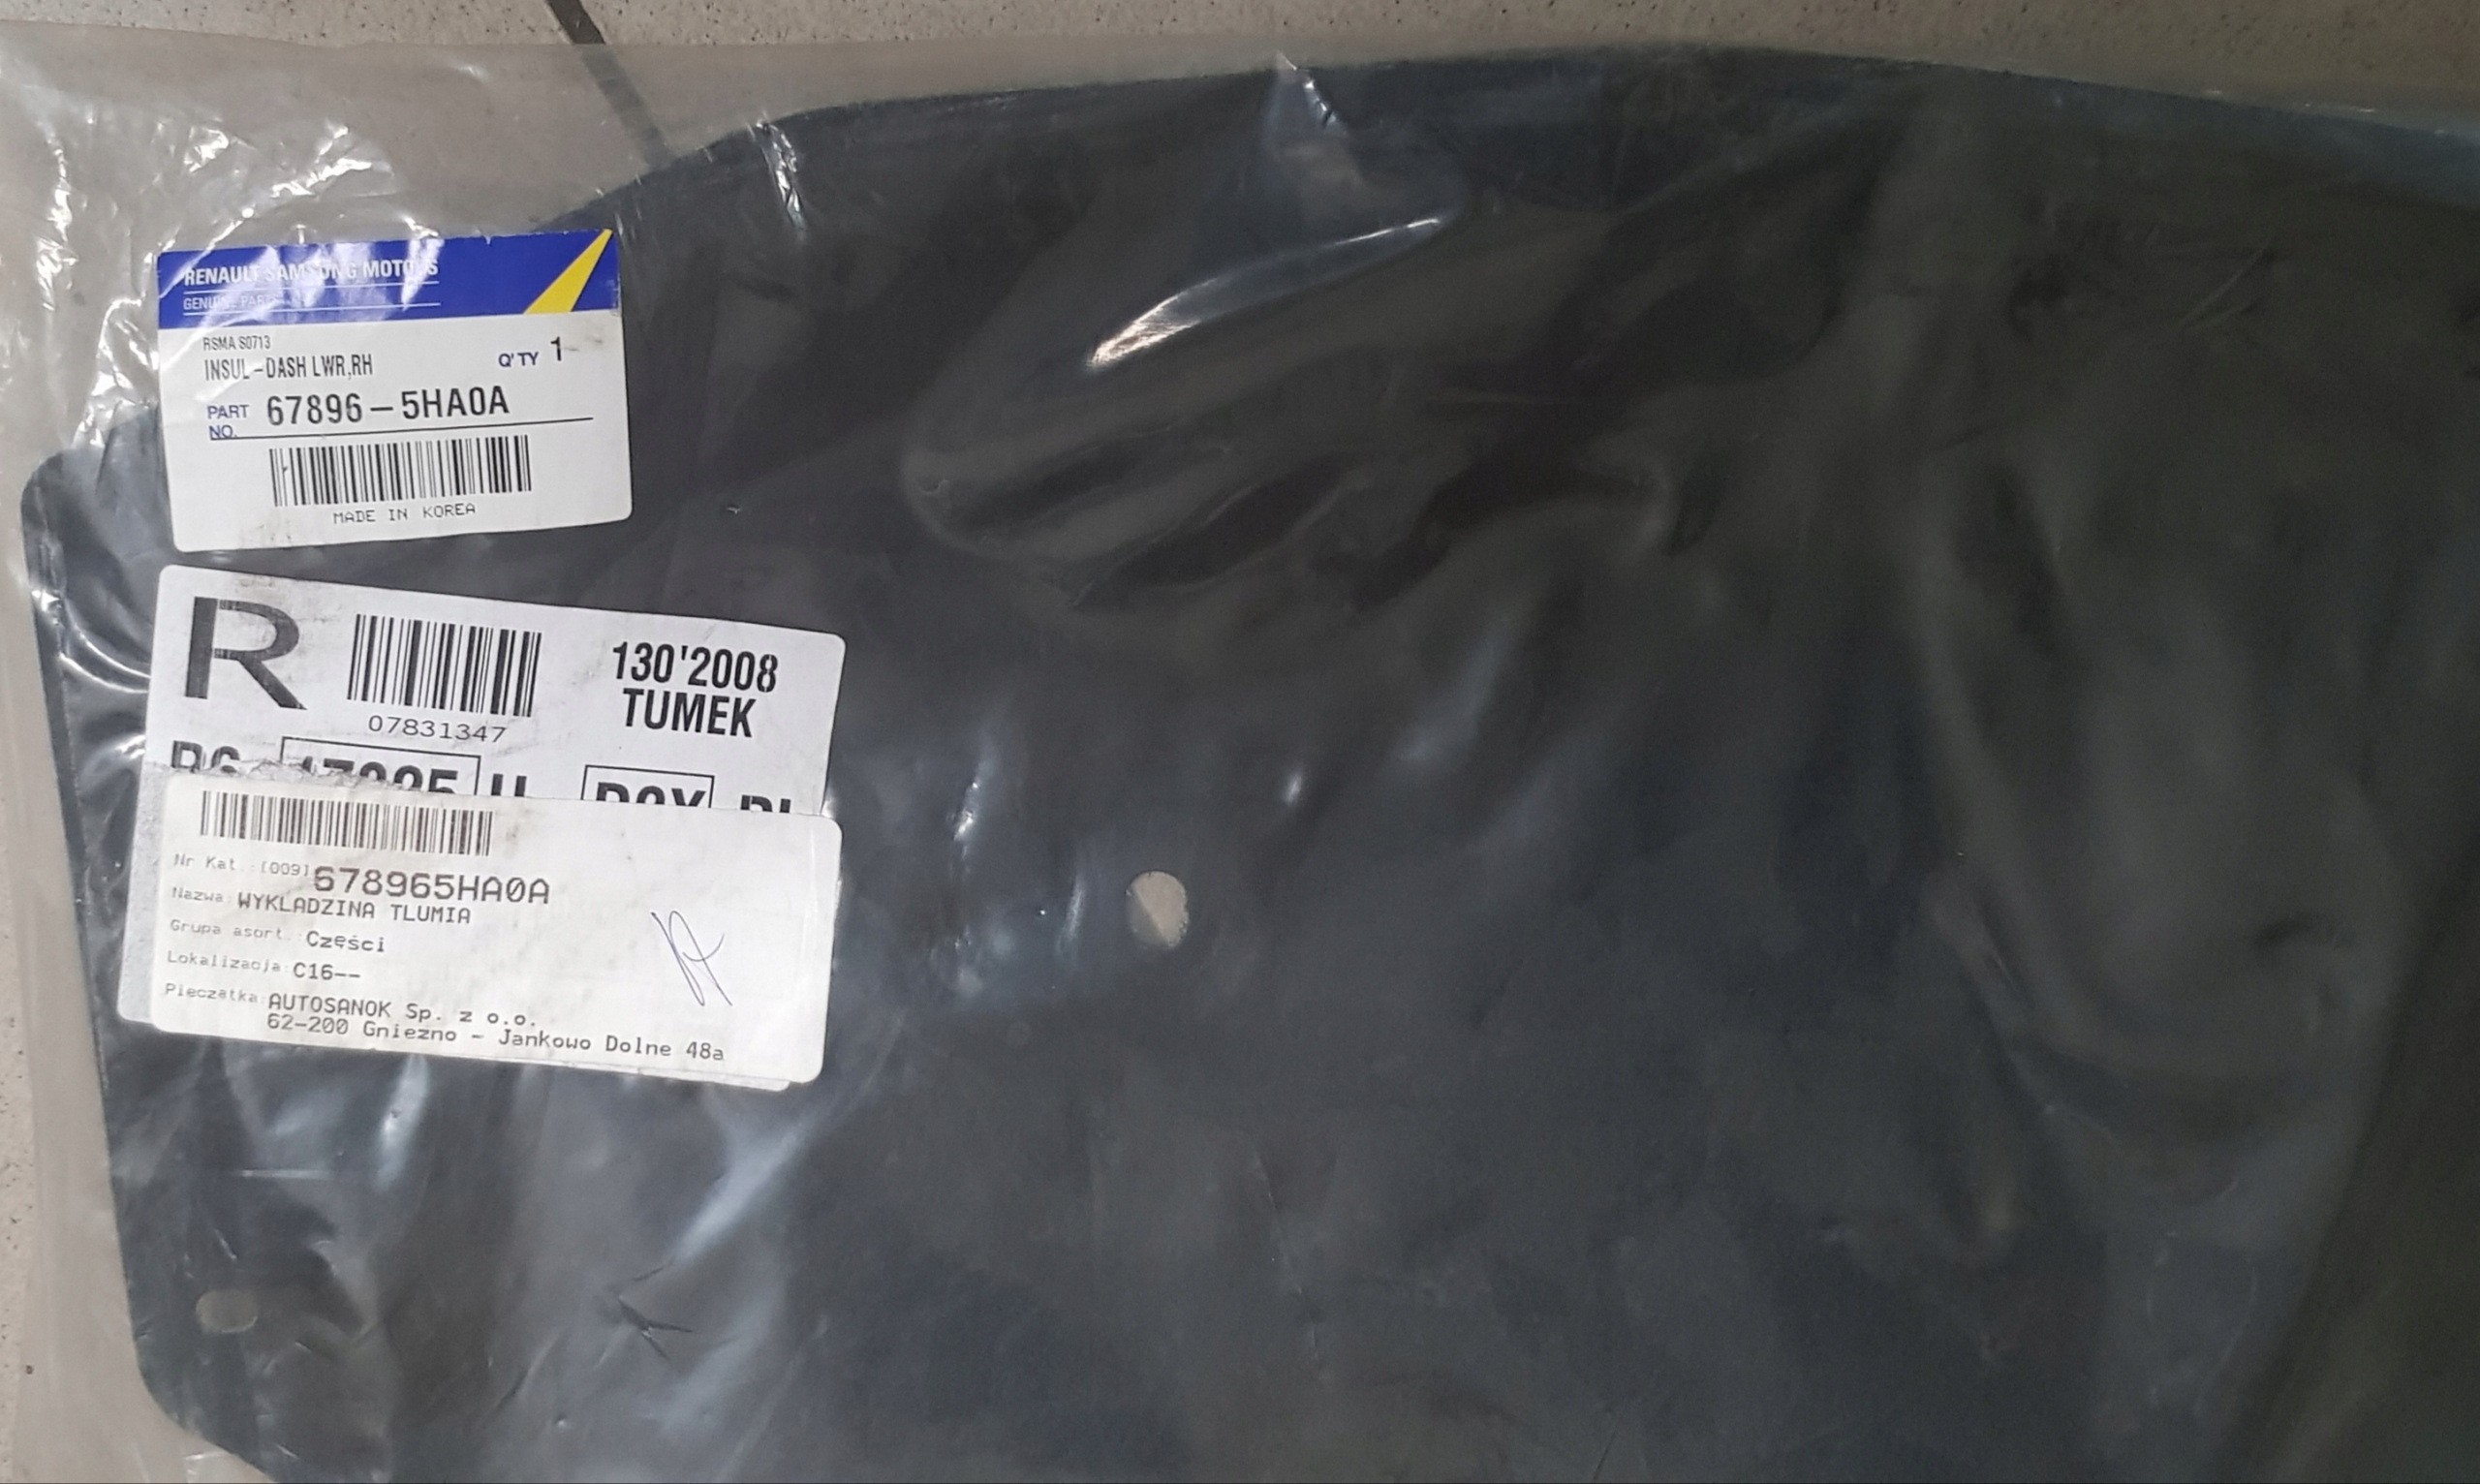 RENAULT SAMSUNG MOTORS
GENUINE PARTS
RSMA S0713
INSUL-DASH LWR,RH
Q'TY 1
PART NO. 67896-5HA0A
MADE IN KOREA
R
07831347
130'2008
TUMEK
Nr Kat.:[009]678965HA0A
Nazwa:WYKLADZINA TLUMIA
Grupa asort.:Części
Lokalizacja:C16--
Pieczątka:AUTOSANOK Sp. z o.o.
62-200 Gniezno - Jankowo Dolne 48a